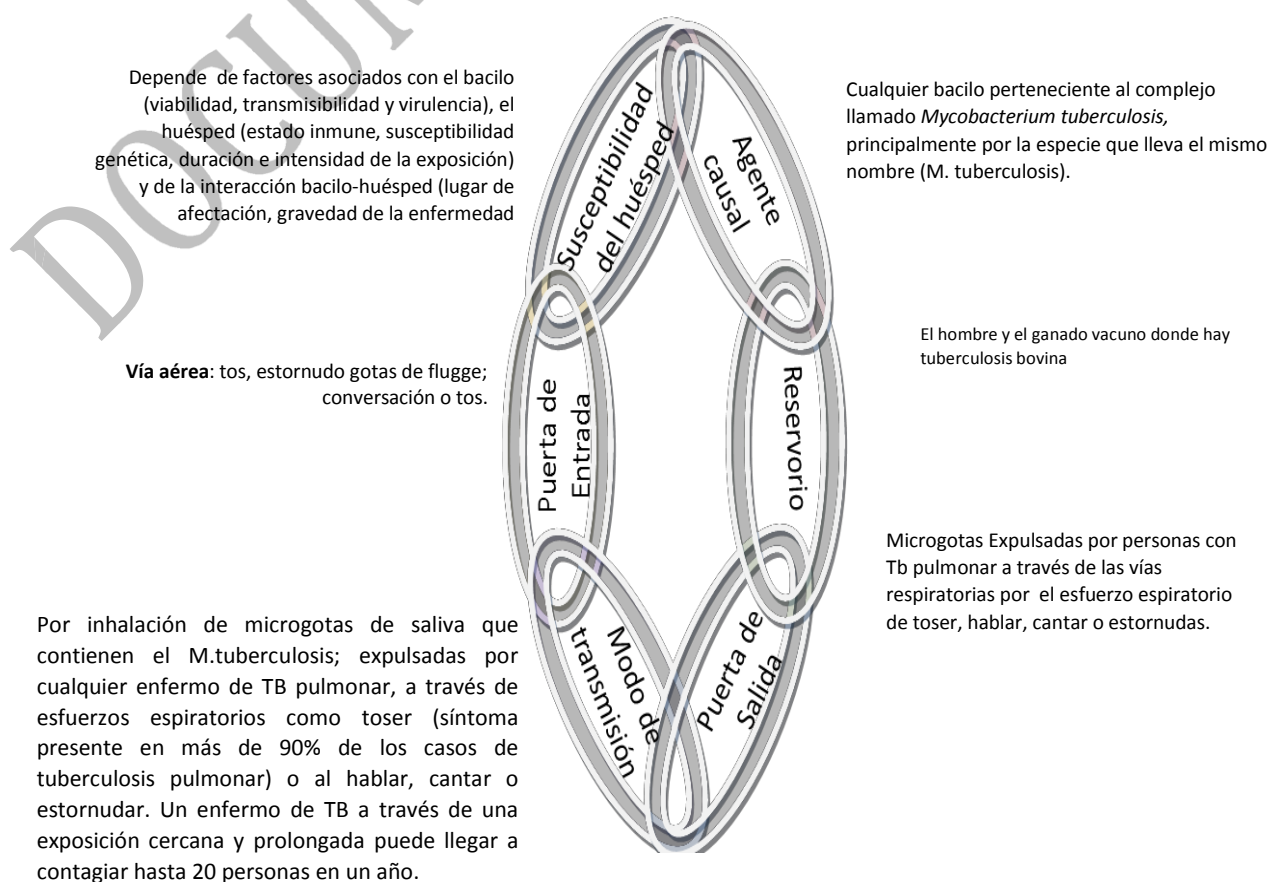 DOCUM
Depende de factores asociados con el bacilo
(viabilidad, transmisibilidad y virulencia), el
huésped (estado inmune, susceptibilidad
genética, duración e intensidad de la exposición)
y de la interacción bacilo-huésped (lugar de
afectación, gravedad de la enfermedad
Susceptibilidad
del huésped
Agente
causal
Cualquier bacilo perteneciente al complejo
llamado Mycobacterium tuberculosis,
principalmente por la especie que lleva el mismo
nombre (M. tuberculosis).
Vía aérea: tos, estornudo gotas de flugge;
conversación o tos.
Puerta de
Entrada
Reservorio
El hombre y el ganado vacuno donde hay
tuberculosis bovina
Microgotas Expulsadas por personas con
Tb pulmonar a través de las vías
respiratorias por el esfuerzo espiratorio
de toser, hablar, cantar o estornudas.
Puerta de
Salida
Modo de
transmisión
Por inhalación de microgotas de saliva que
contienen el M.tuberculosis; expulsadas por
cualquier enfermo de TB pulmonar, a través de
esfuerzos espiratorios como toser (síntoma
presente en más de 90% de los casos de
tuberculosis pulmonar) o al hablar, cantar o
estornudar. Un enfermo de TB a través de una
exposición cercana y prolongada puede llegar a
contagiar hasta 20 personas en un año.